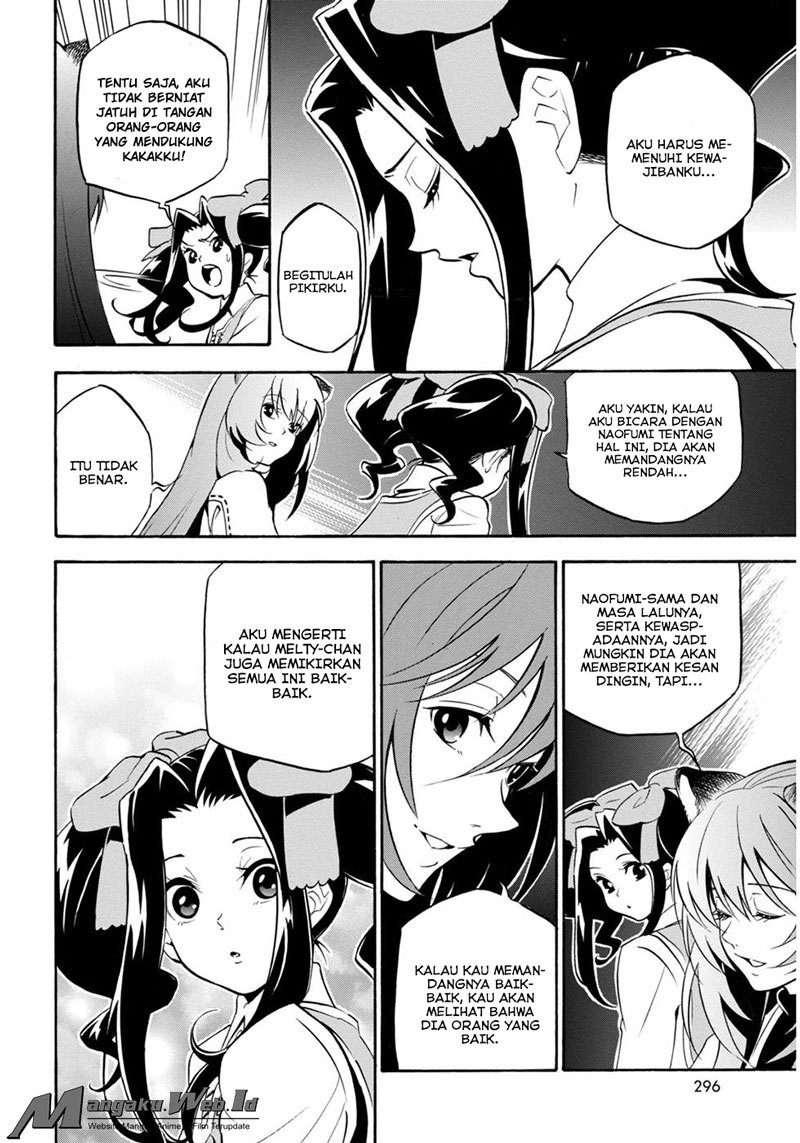 AKU HARUS ME-
MENUHI KEWA-
JIBANKU...
BEGITULAH
PIKIRKU.
TENTU SAJA, AKU
TIDAK BERNIAT
JATUH DI TANGAN
ORANG-ORANG
YANG MENDUKUNG
KAKAKKU!
AKU YAKIN, KALAU
AKU BICARA DENGAN
NAOFUMI TENTANG
HAL INI, DIA AKAN
MEMANDANGNYA
RENDAH...
ITU TIDAK
BENAR.
NAOFUMI-SAMA DAN
MASA LALUNYA,
SERTA KEWASP-
ADAANNYA, JADI
MUNGKIN DIA AKAN
MEMBERIKAN KESAN
DINGIN, TAPI...
KALAU KAU MEMAN-
DANGNYA BAIK-
BAIK, KAU AKAN
MELIHAT BAHWA
DIA ORANG YANG
BAIK.
AKU MENGERTI
KALAU MELTY-CHAN
JUGA MEMIKIRKAN
SEMUA INI BAIK-
BAIK
296
Mangaku.Web.Id
Website Manga, Anime & Film Terupdate